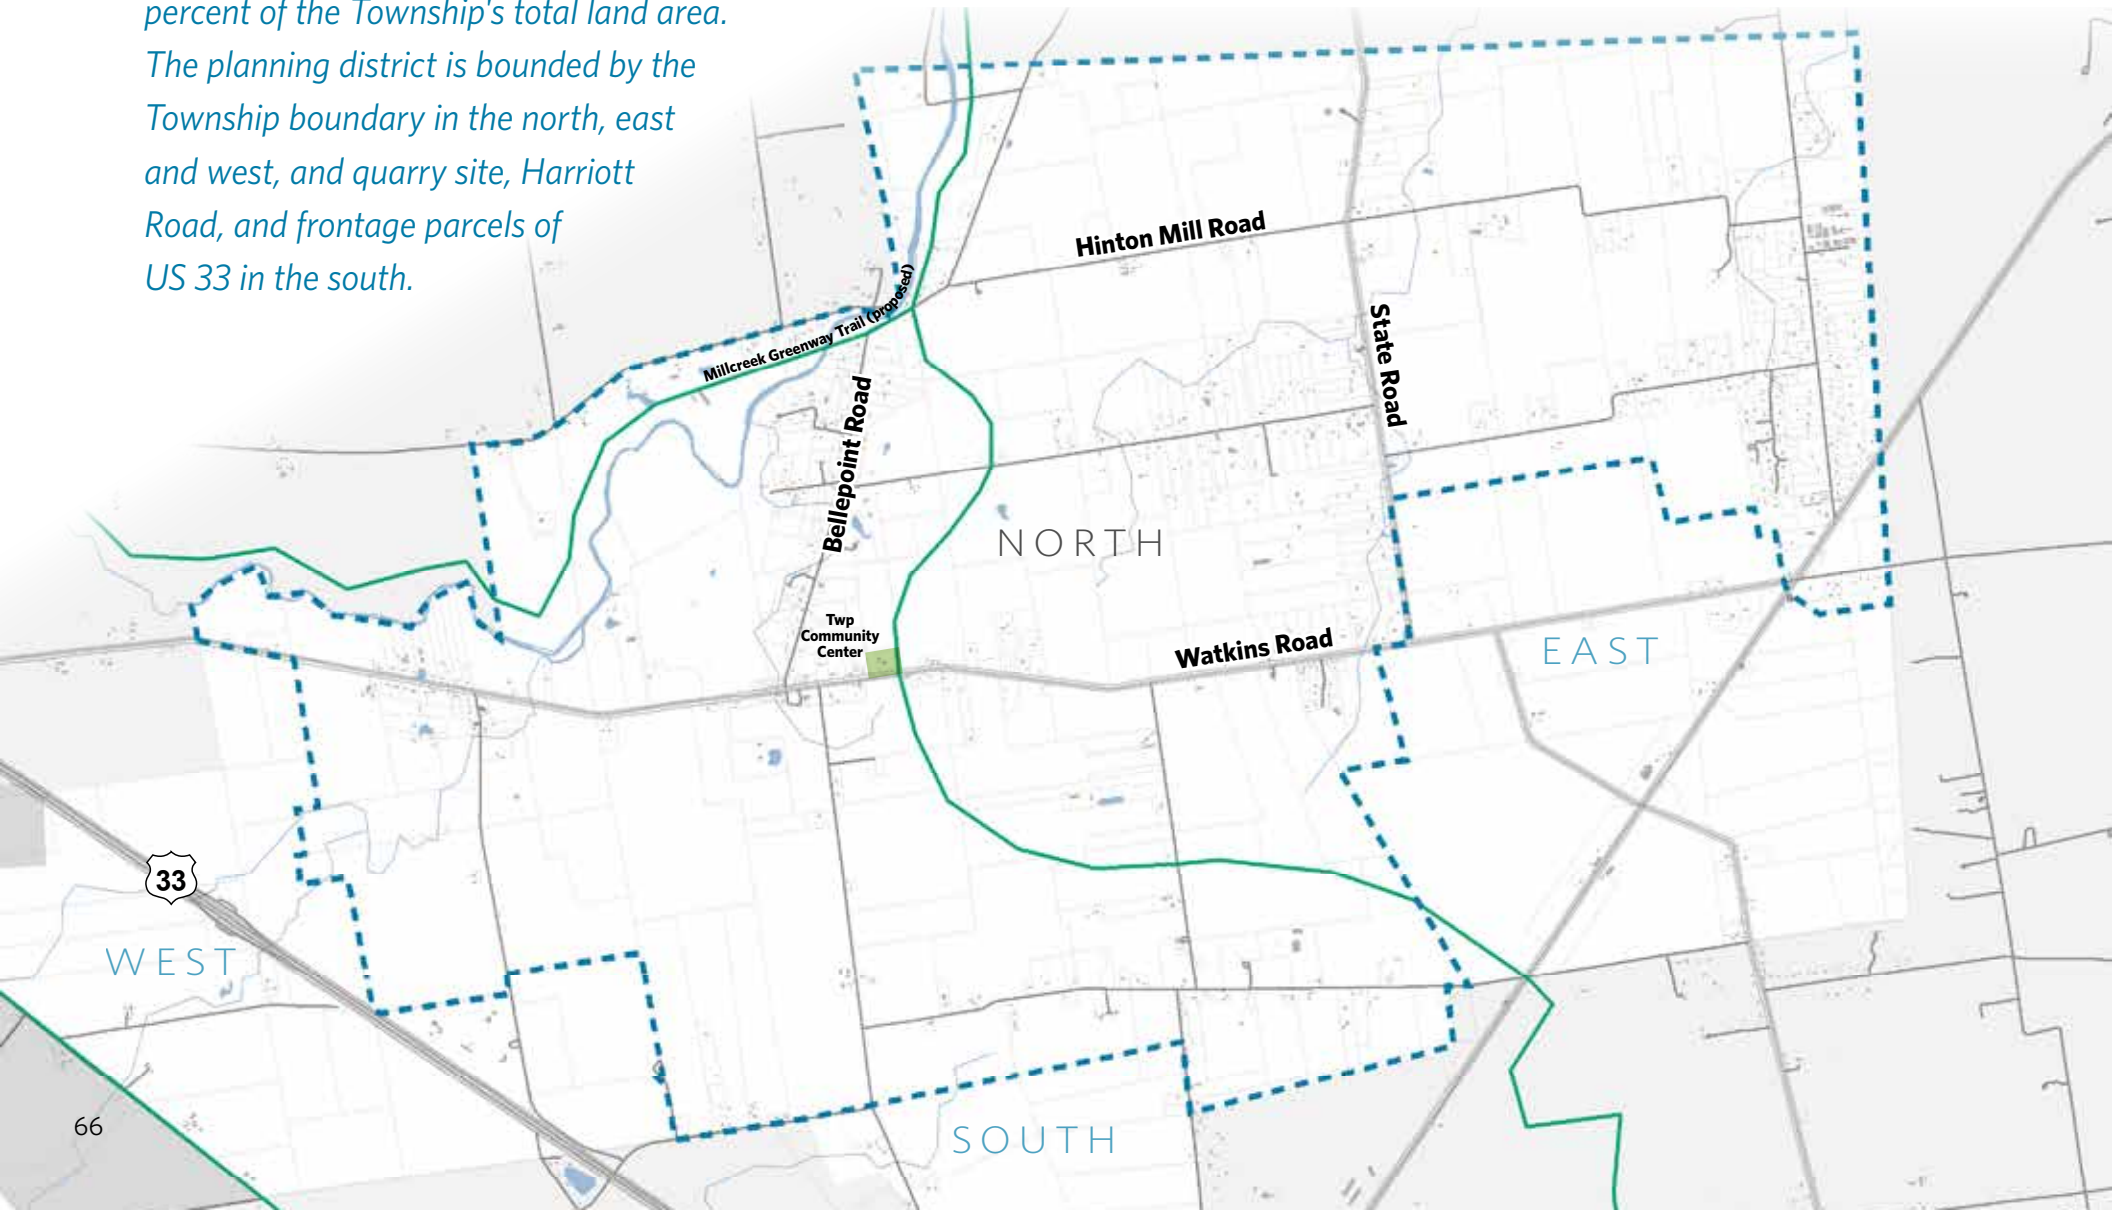 percent of the Township's total land area.
The planning district is bounded by the
Township boundary in the north, east
and west, and quarry site, Harriott
Road, and frontage parcels of
US 33 in the south.
Hinton Mill Road
Millcreek Greenway Trail (proposed)
State Road
Bellepoint Road
NORTH
Twp
Community
Center
Watkins Road
EAST
33
WEST
66
SOUTH